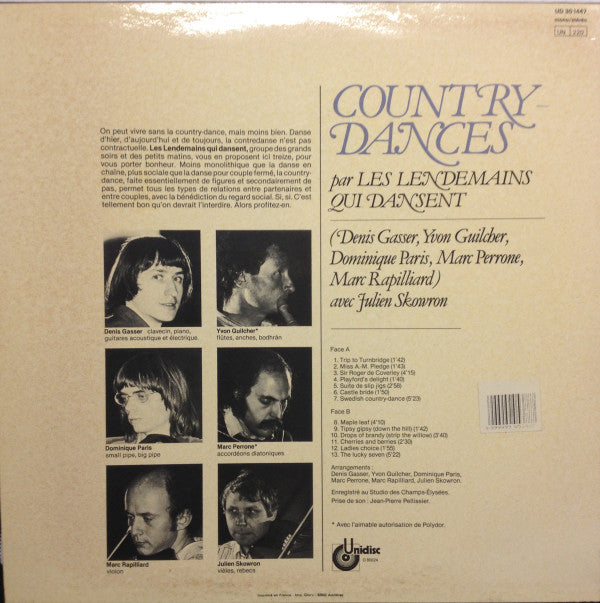 UD 30 1447
mono/stéréo
UN 220
COUNTRY-
DANCES
par LES LENDEMAINS
QUI DANSENT
(Denis Gasser, Yvon Guilcher,
Dominique Paris, Marc Perrone,
Marc Rapilliard)
avec Julien Skowron
On peut vivre sans la country-dance, mais moins bien. Danse
d'hier, d'aujourd'hui et de toujours, la contredanse n'est pas
contractuelle. Les Lendemains qui dansent, groupe des grands
soirs et des petits matins, vous en proposent ici treize, pour
vous porter bonheur. Moins monolithique que la danse en
chaîne, plus sociale que la danse pour couple fermé, la country-
dance, faite essentiellement de figures et secondairement de
pas, permet tous les types de relations entre partenaires et
entre couples, avec la bénédiction du regard social. Si, si. C'est
tellement bon qu'on devrait l'interdire. Alors profitez-en.
Denis Gasser clavecin, piano,
guitares acoustique et électrique.
Yvon Guilcher*
flûtes, anches, bodhrân
Dominique Paris
small pipe, big pipe
Marc Perrone*
accordéons diatoniques
Marc Rapilliard
violon
Julien Skowron
vièles, rebecs
Face A
1. Trip to Turnbridge (1'42)
2. Miss A.-M. Pledge (1'43)
3. Sir Roger de Coverley (4'15)
4. Playford's delight (1'40)
5. Suite de slip jigs (2'58)
6. Castle bride (1'50)
7. Swedish country-dance (5'23)
Face B
8. Maple leaf (4'10)
9. Tipsy gipsy (down the hill) (1'42)
10. Drops of brandy (strip the willow) (3'40)
11. Cherries and berries (2'30)
12. Ladies choice (1'55)
13. The lucky seven (5'22)
Arrangements :
Denis Gasser, Yvon Guilcher, Dominique Paris,
Marc Perrone, Marc Rapilliard, Julien Skowron.
Enregistré au Studio des Champs-Élysées.
Prise de son : Jean-Pierre Pellissier.
* Avec l'aimable autorisation de Polydor.
Unidisc